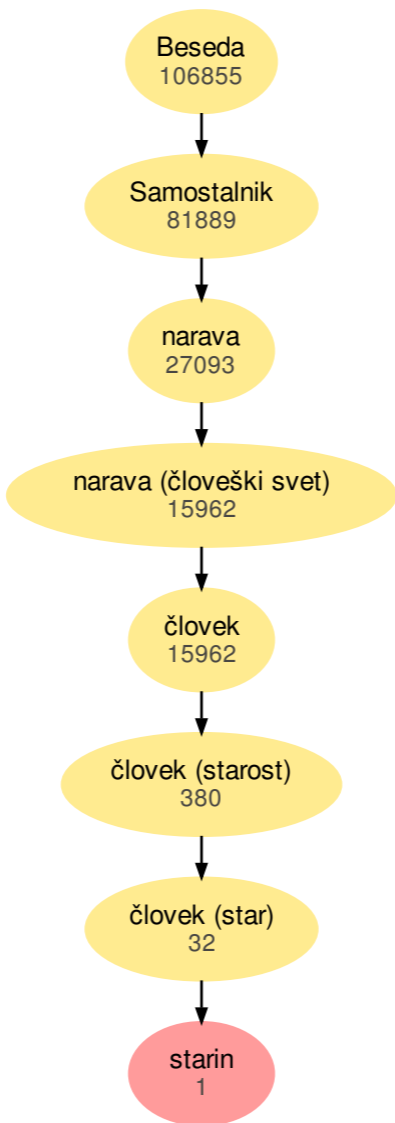 Beseda
106855
Samostalnik
81889
narava
27093
narava (človeški svet)
15962
človek
15962
človek (starost)
380
človek (star)
32
starin
1